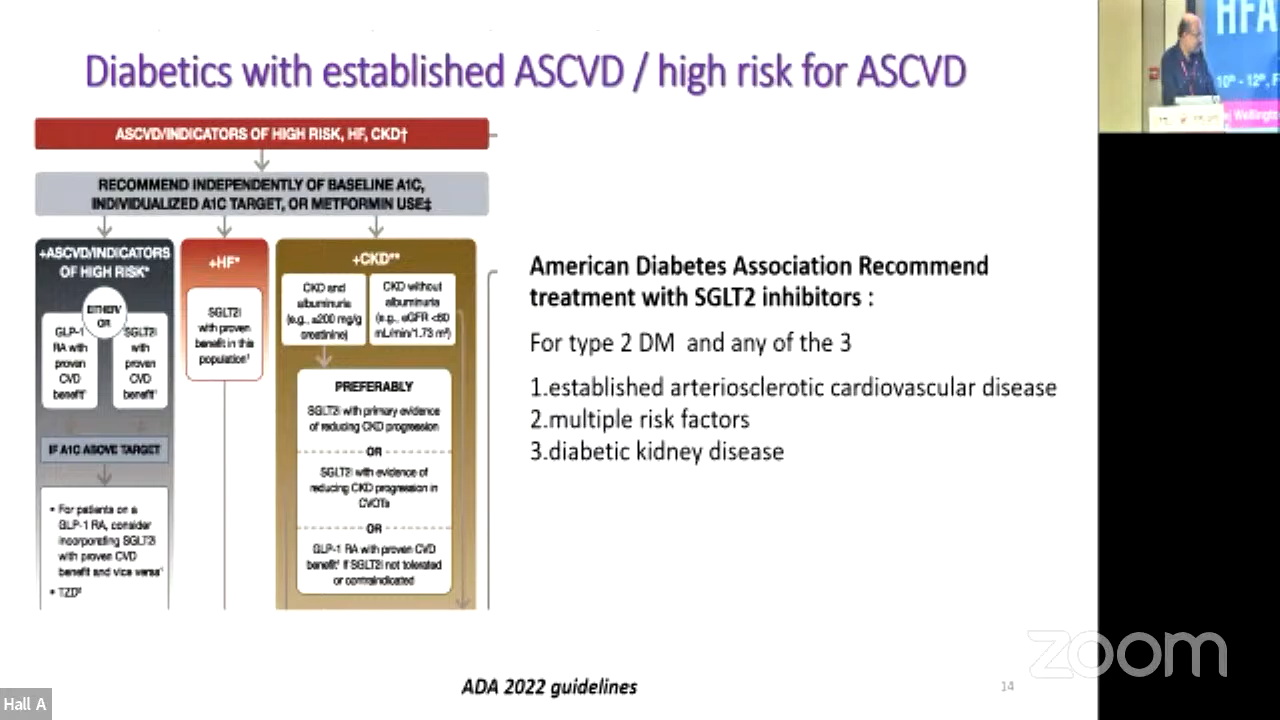 Diabetics with established ASCVD / high risk for ASCVD
ASCVD/INDICATORS OF HIGH RISK, HF, CKD†
RECOMMEND INDEPENDENTLY OF BASELINE A1C,
INDIVIDUALIZED A1C TARGET, OR METFORMIN USE‡
+ASCVD/INDICATORS
OF HIGH RISK*
EITHER/
OR
GLP-1
RA with
proven
CVD
benefit¹
SGLT2i
with
proven
CVD
benefit¹
IF A1C ABOVE TARGET
• For patients on a
GLP-1 RA, consider
incorporating SGLT2i
with proven CVD
benefit and vice versa¹
• TZD²
+HF*
SGLT2i
with proven
benefit in this
population¹
+CKD**
CKD and
albuminuria
(e.g., ≥200 mg/g
creatinine)
CKD without
albuminuria
(e.g., eGFR <60
mL/min/1.73 m²)
PREFERABLY
SGLT2i with primary evidence
of reducing CKD progression
OR
SGLT2i with evidence of
reducing CKD progression in
CVOTs
OR
GLP-1 RA with proven CVD
benefit¹ if SGLT2i not tolerated
or contraindicated
American Diabetes Association Recommend
treatment with SGLT2 inhibitors :
For type 2 DM and any of the 3
1.established arteriosclerotic cardiovascular disease
2.multiple risk factors
3.diabetic kidney disease
ADA 2022 guidelines
14
HFA
10th - 12th, F
Wellington
zoom
Hall A